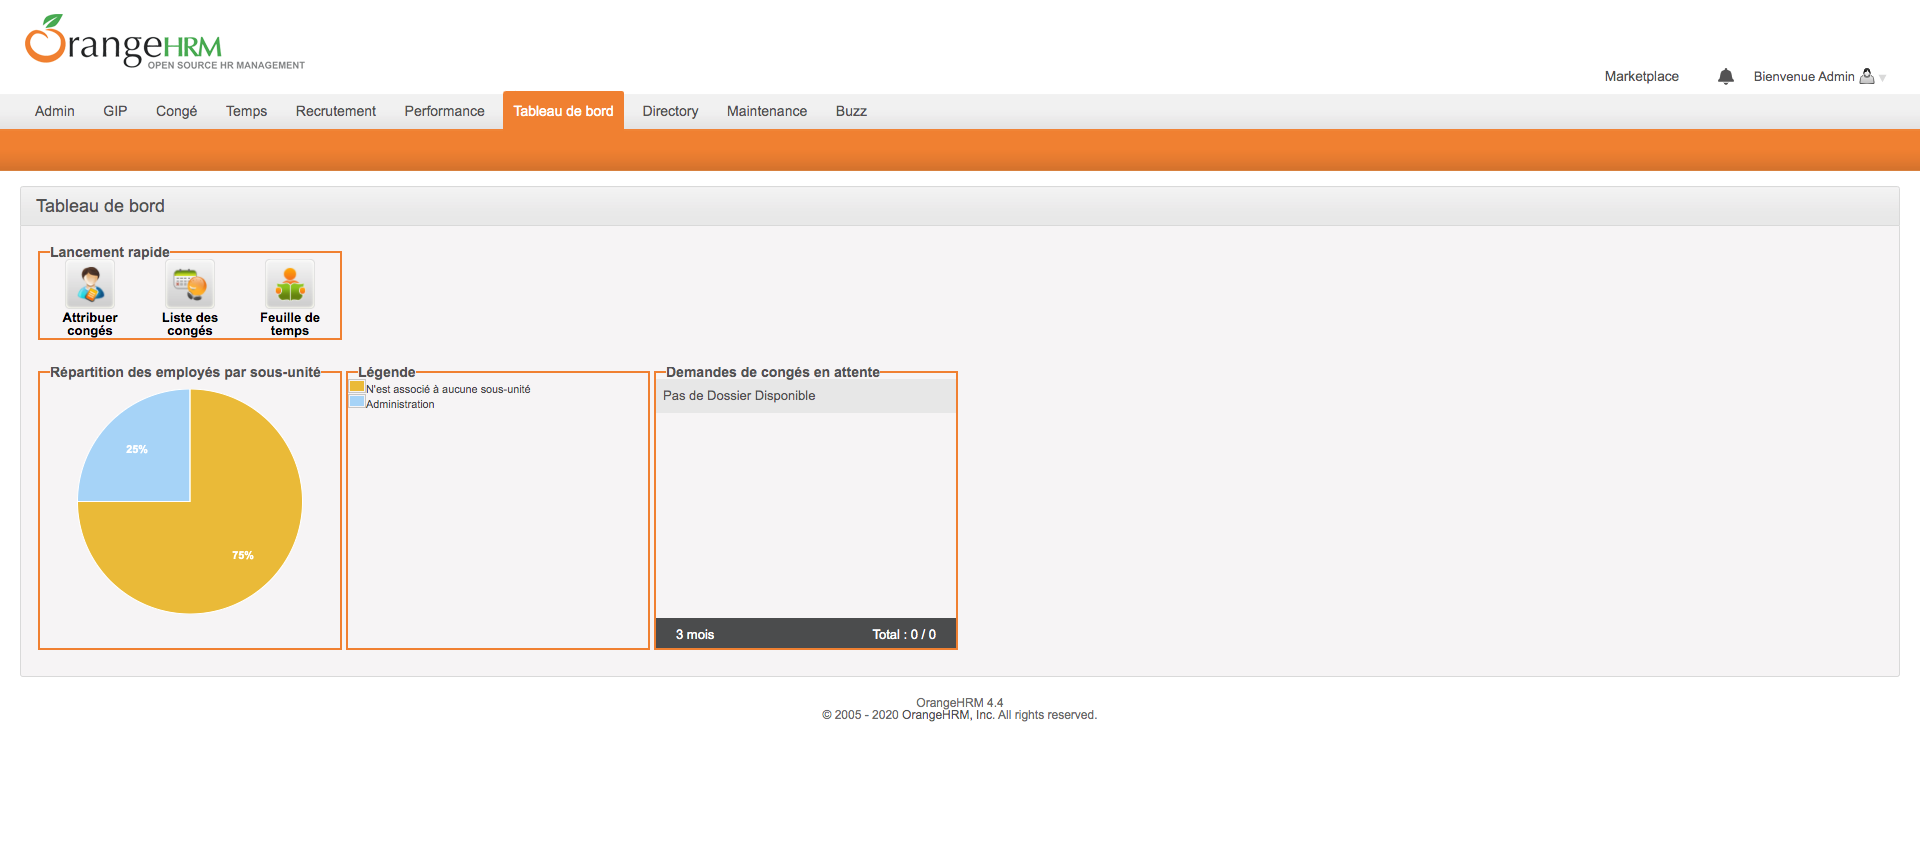 OrangeHRM
OPEN SOURCE HR MANAGEMENT
Marketplace
Bienvenue Admin
Admin GIP Congé Temps Recrutement Performance Tableau de bord Directory Maintenance Buzz
Tableau de bord
Lancement rapide
Attribuer congés
Liste des congés
Feuille de temps
Répartition des employés par sous-unité
25%
75%
Légende
N'est associé à aucune sous-unité
Administration
Demandes de congés en attente
Pas de Dossier Disponible
3 mois Total : 0 / 0
OrangeHRM 4.4
© 2005 - 2020 OrangeHRM, Inc. All rights reserved.